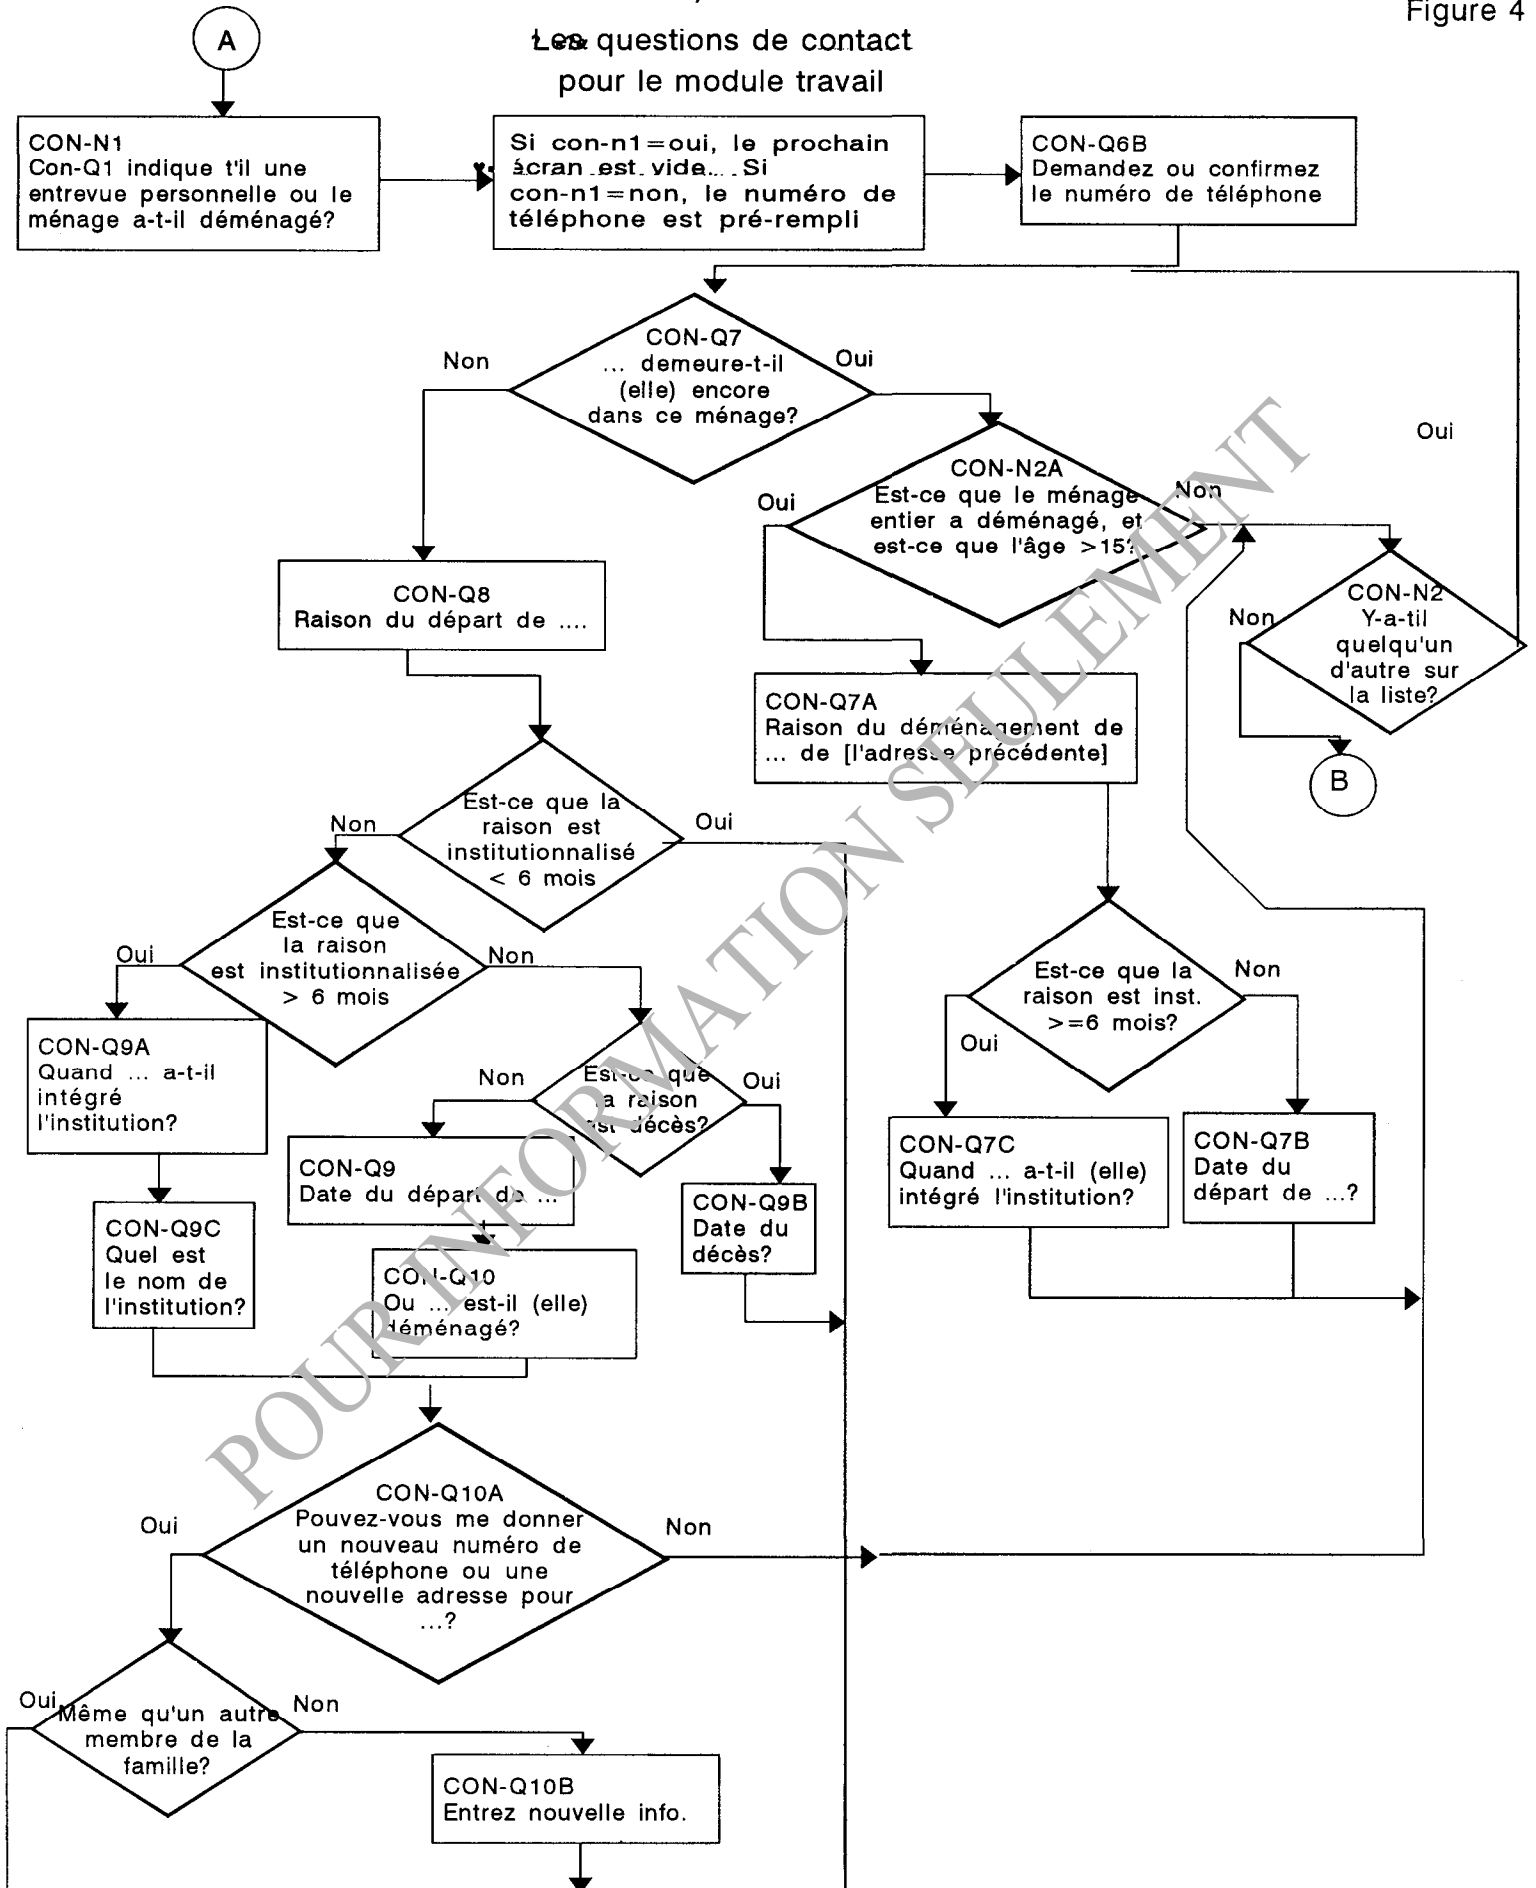 Figure 4
A
Les questions de contact
pour le module travail
CON-N1
Con-Q1 indique t'il une
entrevue personnelle ou le
ménage a-t-il déménagé?
Si con-n1=oui, le prochain
écran est vide... Si
con-n1=non, le numéro de
téléphone est pré-rempli
CON-Q6B
Demandez ou confirmez
le numéro de téléphone
CON-Q7
... demeure-t-il
(elle) encore
dans ce ménage?
Non
Oui
Oui
CON-N2A
Est-ce que le ménage
entier a déménagé, et
est-ce que l'âge >15?
Oui
Non
CON-Q8
Raison du départ de ....
CON-N2
Y-a-til
quelqu'un
d'autre sur
la liste?
Non
B
CON-Q7A
Raison du déménagement de
... de [l'adresse précédente]
Est-ce que la
raison est
institutionnalisé
< 6 mois
Non
Oui
Est-ce que
la raison
est institutionnalisée
> 6 mois
Oui
Non
Est-ce que la
raison est inst.
>=6 mois?
Non
Oui
CON-Q9A
Quand ... a-t-il
intégré
l'institution?
Est-ce que
la raison
est décès?
Non
Oui
CON-Q9
Date du départ de ...
CON-Q7C
Quand ... a-t-il (elle)
intégré l'institution?
CON-Q7B
Date du
départ de ...?
CON-Q9C
Quel est
le nom de
l'institution?
CON-Q9B
Date du
décès?
CON-Q10
Ou ... est-il (elle)
déménagé?
CON-Q10A
Pouvez-vous me donner
un nouveau numéro de
téléphone ou une
nouvelle adresse pour
...?
Oui
Non
Même qu'un autre
membre de la
famille?
Oui
Non
CON-Q10B
Entrez nouvelle info.
POUR INFORMATION SEULEMENT